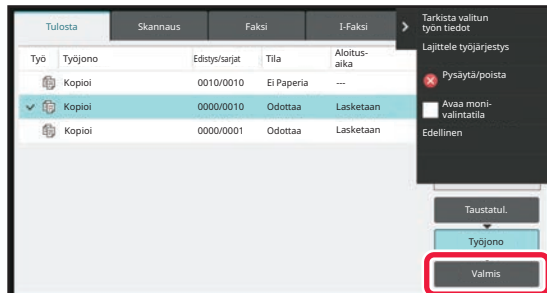 Tulosta
Skannaus
Faksi
I-Faksi
Tarkista valitun
työn tiedot
Lajittele työjärjestys
Pysäytä/poista
Avaa moni-
valintatila
Edellinen
Työ Työjono Edistys/sarjat Tila Aloitus-
aika
Kopioi 0010/0010 Ei Paperia ---
Kopioi 0000/0010 Odottaa Lasketaan
Kopioi 0000/0001 Odottaa Lasketaan
Taustatul.
Työjono
Valmis